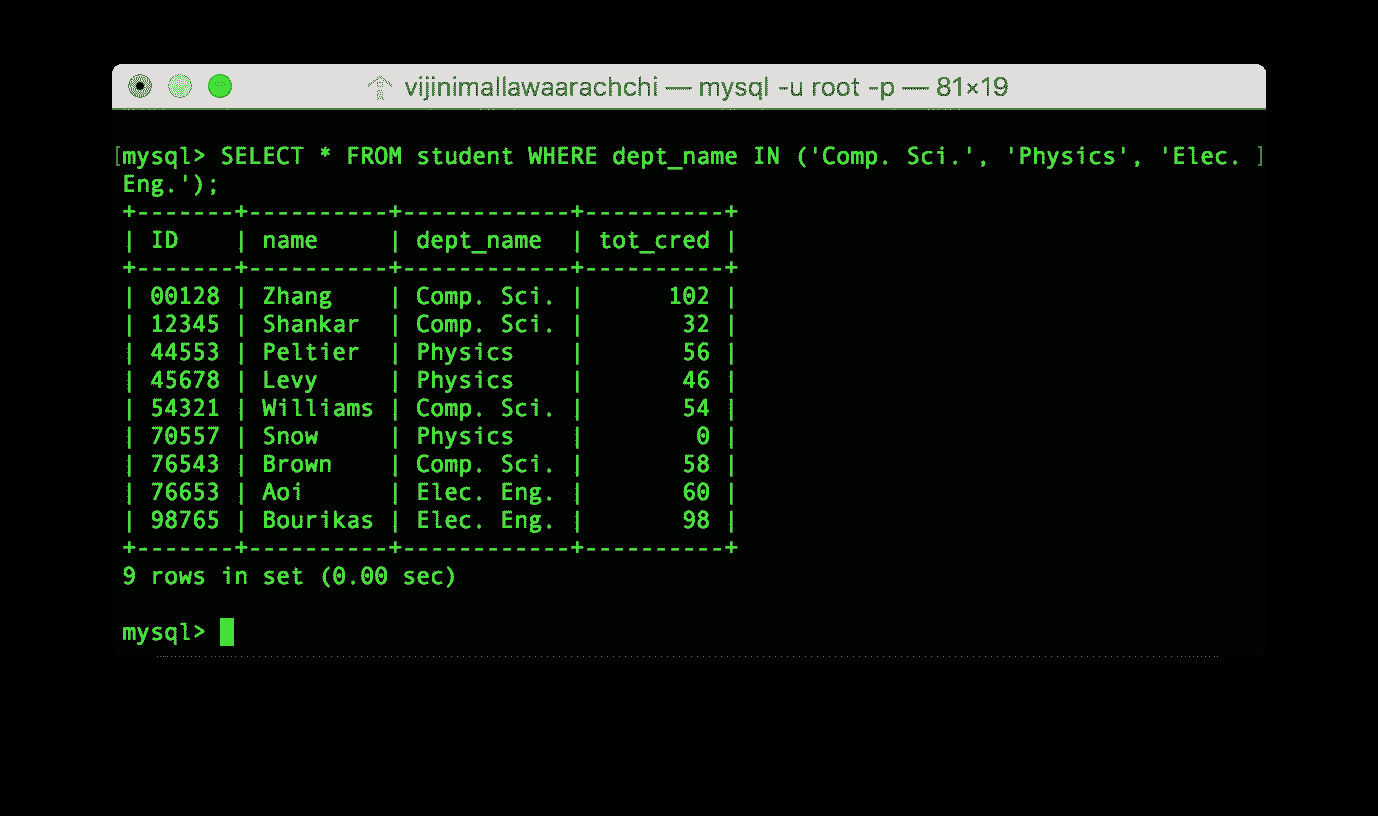 vijinimallawaarachchi — mysql -u root -p — 81×19
[mysql> SELECT * FROM student WHERE dept_name IN ('Comp. Sci.', 'Physics', 'Elec. ]
Eng.');
+-------+----------+------------+----------+
| ID    | name     | dept_name  | tot_cred |
+-------+----------+------------+----------+
| 00128 | Zhang    | Comp. Sci. |      102 |
| 12345 | Shankar  | Comp. Sci. |       32 |
| 44553 | Peltier  | Physics    |       56 |
| 45678 | Levy     | Physics    |       46 |
| 54321 | Williams | Comp. Sci. |       54 |
| 70557 | Snow     | Physics    |        0 |
| 76543 | Brown    | Comp. Sci. |       58 |
| 76653 | Aoi      | Elec. Eng. |       60 |
| 98765 | Bourikas | Elec. Eng. |       98 |
+-------+----------+------------+----------+
9 rows in set (0.00 sec)
mysql>